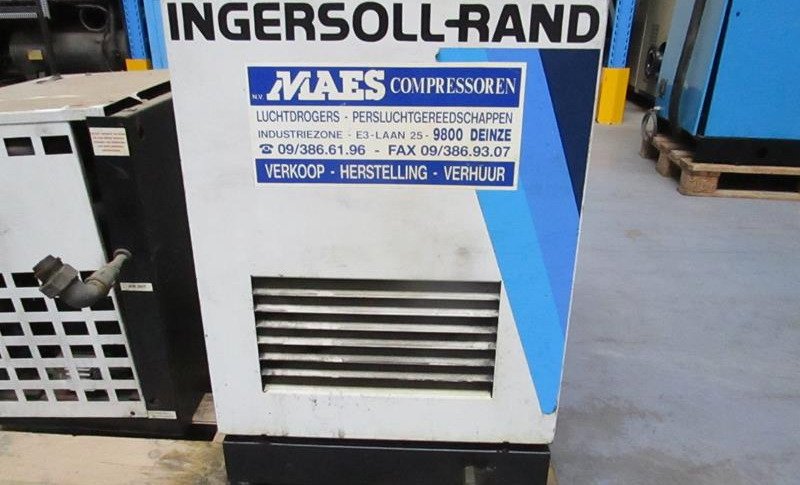 INGERSOLL-RAND
N.V. MAES COMPRESSOREN
LUCHTDROGERS - PERSLUCHTGEREEDSCHAPPEN
INDUSTRIEZONE - E3-LAAN 25 - 9800 DEINZE
☎ 09/386.61.96 - FAX 09/386.93.07
VERKOOP - HERSTELLING - VERHUUR